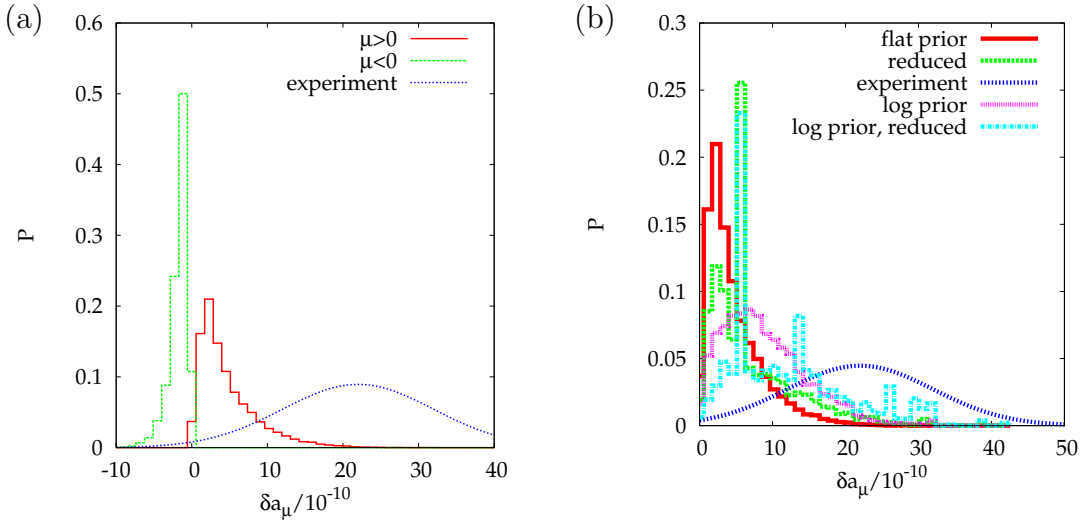 (a)
0.6
0.5
0.4
0.3
0.2
0.1
0
P
-10 0 10 20 30 40
δaμ/10-10
μ>0
μ<0
experiment
(b)
0.3
0.25
0.2
0.15
0.1
0.05
0
P
0 10 20 30 40 50
δaμ/10-10
flat prior
reduced
experiment
log prior
log prior, reduced